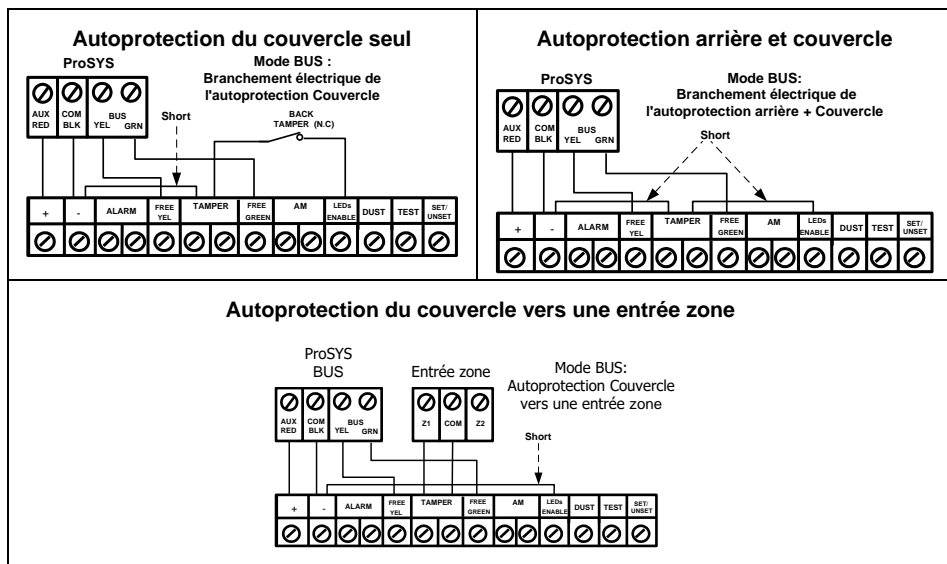 Autoprotection du couvercle seul
ProSYS
Mode BUS :
Branchement électrique de
l'autoprotection Couvercle
AUX
RED
COM
BLK
BUS
YEL GRN
Short
BACK
TAMPER (N.C)
+ - ALARM FREE YEL TAMPER FREE GREEN AM LEDs ENABLE DUST TEST SET/ UNSET
Autoprotection arrière et couvercle
ProSYS
Mode BUS:
Branchement électrique de
l'autoprotection arrière + Couvercle
AUX
RED
COM
BLK
BUS
YEL GRN
Short
+ - ALARM FREE YEL TAMPER FREE GREEN AM LEDs ENABLE DUST TEST SET/ UNSET
Autoprotection du couvercle vers une entrée zone
ProSYS
BUS
Entrée zone
Mode BUS:
Autoprotection Couvercle
vers une entrée zone
AUX
RED
COM
BLK
BUS
YEL GRN
Z1 COM Z2
Short
+ - ALARM FREE YEL TAMPER FREE GREEN AM LEDs ENABLE DUST TEST SET/ UNSET